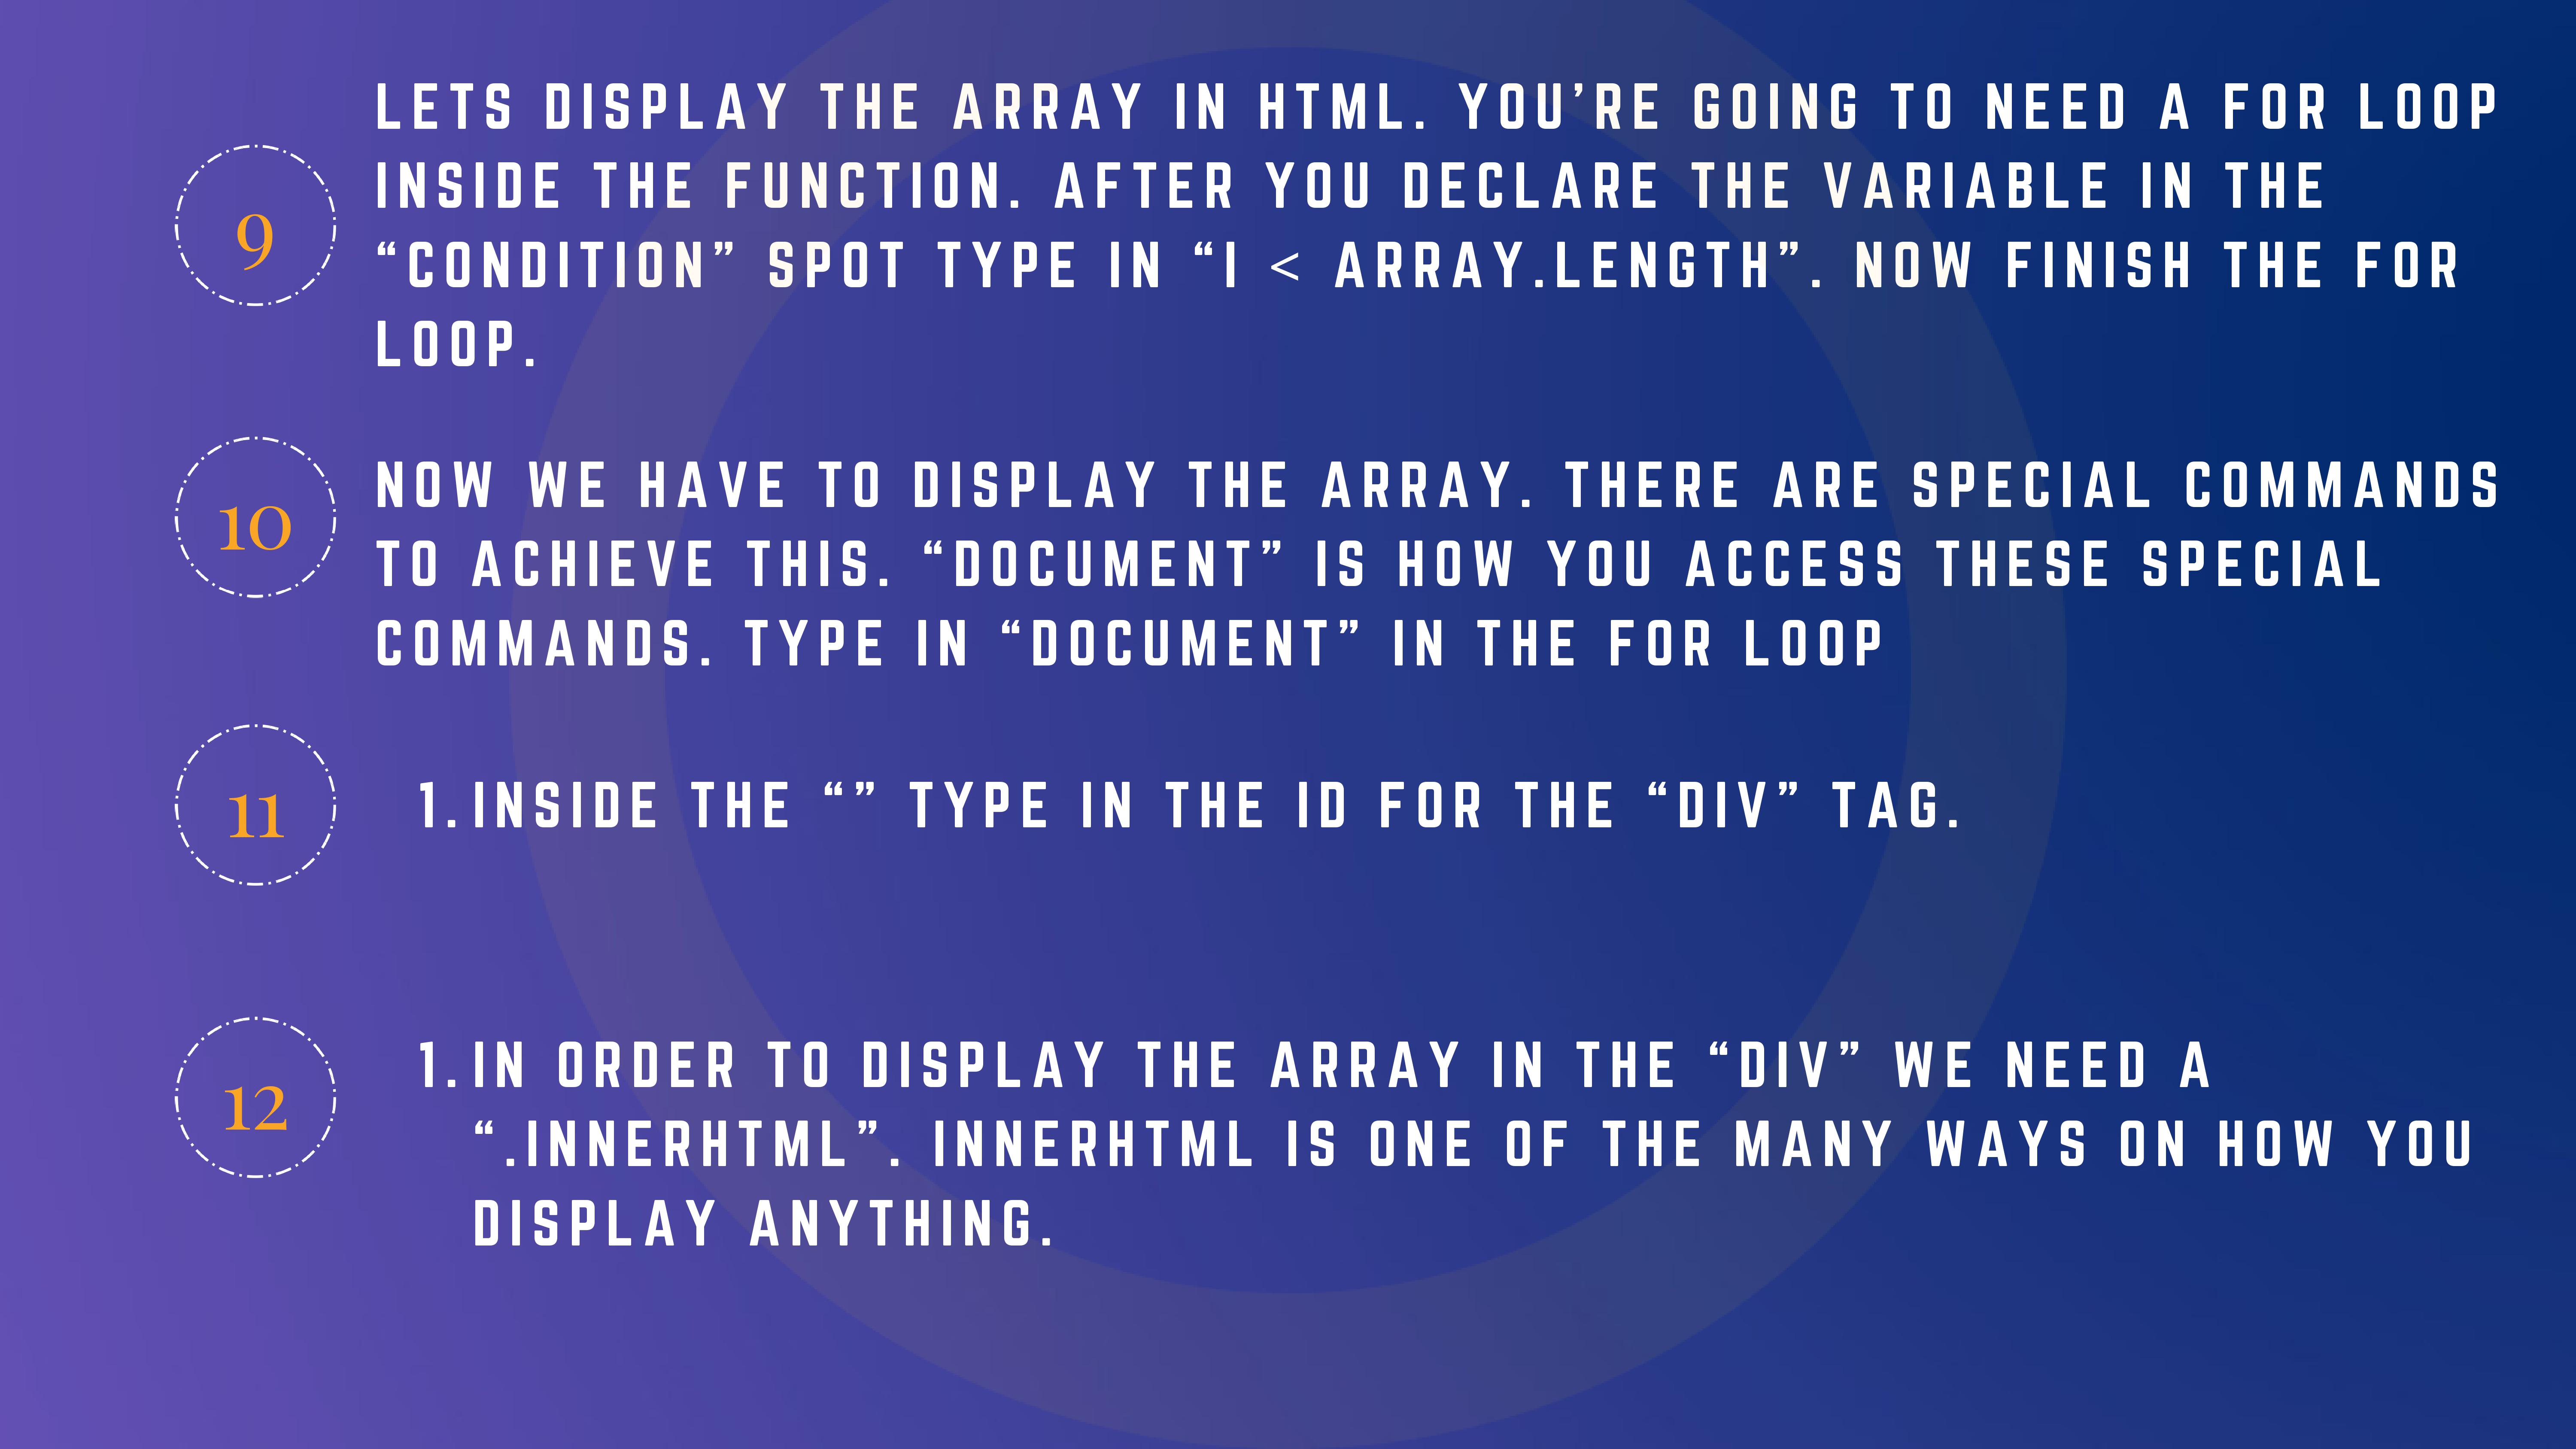 9
LETS DISPLAY THE ARRAY IN HTML. YOU’RE GOING TO NEED A FOR LOOP
INSIDE THE FUNCTION. AFTER YOU DECLARE THE VARIABLE IN THE
“CONDITION” SPOT TYPE IN “I < ARRAY.LENGTH”. NOW FINISH THE FOR
LOOP.
10
NOW WE HAVE TO DISPLAY THE ARRAY. THERE ARE SPECIAL COMMANDS
TO ACHIEVE THIS. “DOCUMENT” IS HOW YOU ACCESS THESE SPECIAL
COMMANDS. TYPE IN “DOCUMENT” IN THE FOR LOOP
11
1. INSIDE THE “” TYPE IN THE ID FOR THE “DIV” TAG.
12
1. IN ORDER TO DISPLAY THE ARRAY IN THE “DIV” WE NEED A
“.INNERHTML”. INNERHTML IS ONE OF THE MANY WAYS ON HOW YOU
DISPLAY ANYTHING.